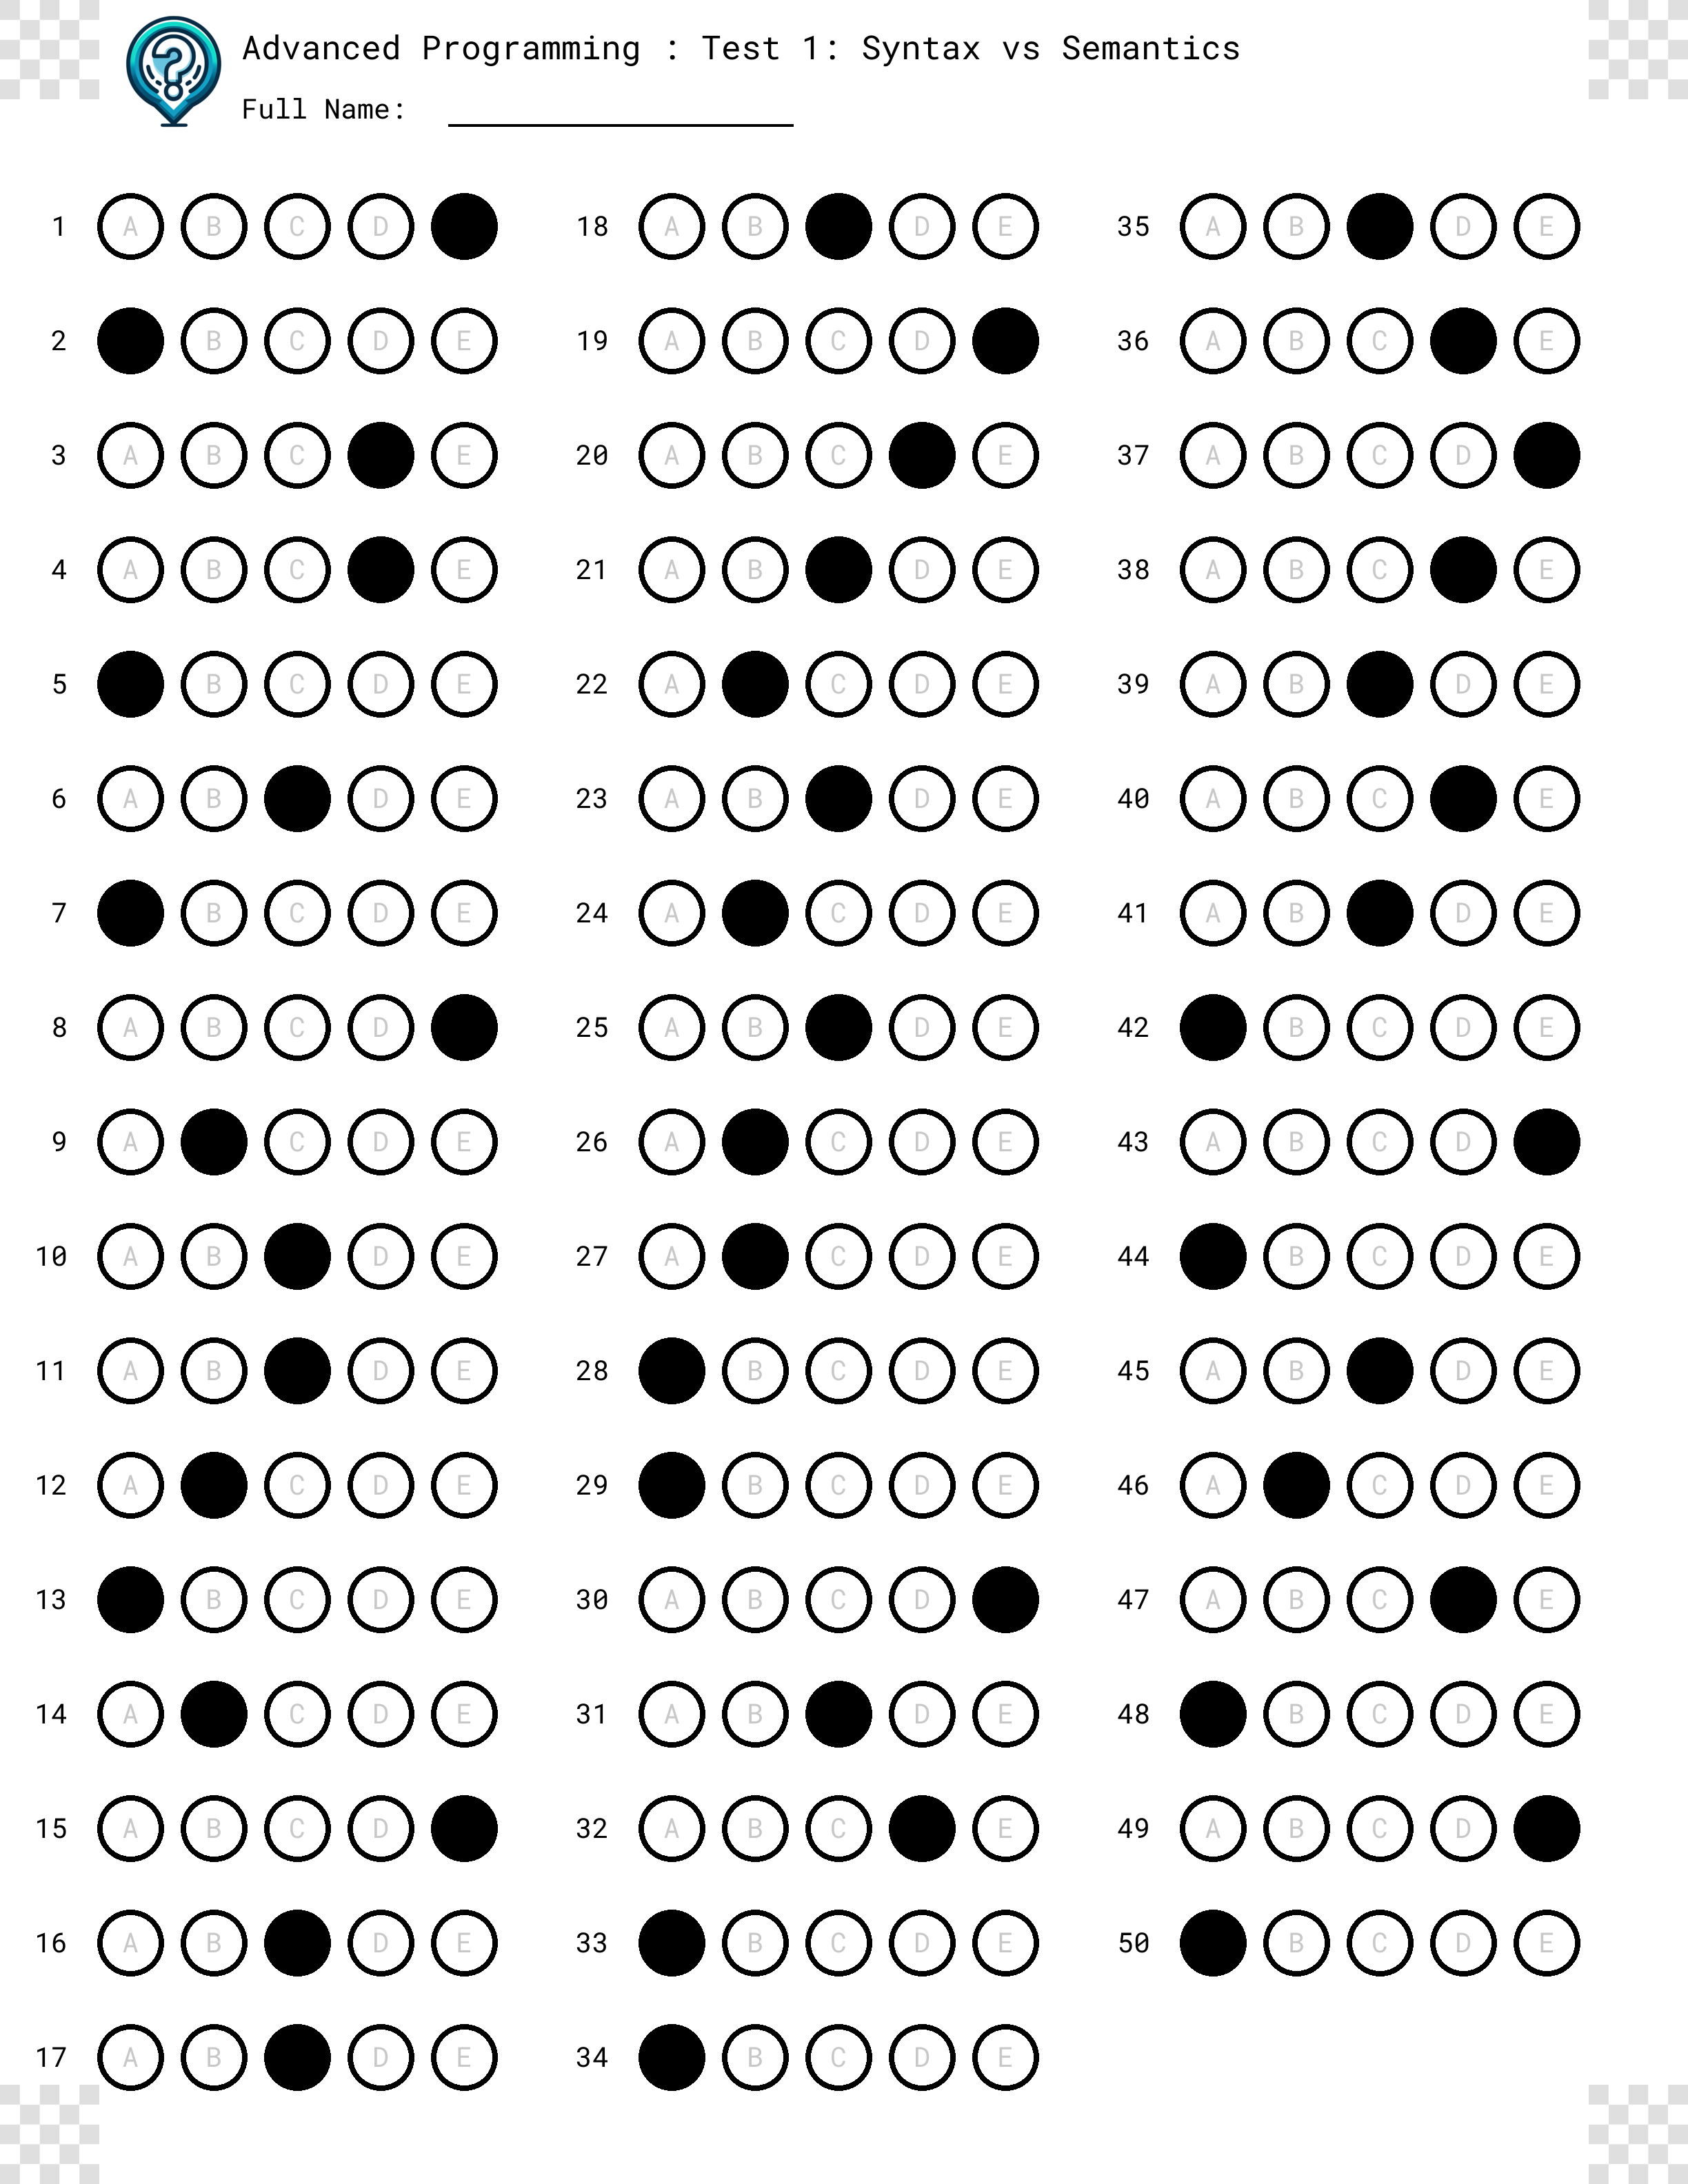 Advanced Programming : Test 1: Syntax vs Semantics
Full Name:
1 A B C D
2 B C D E
3 A B C E
4 A B C E
5 B C D E
6 A B D E
7 B C D E
8 A B C D
9 A C D E
10 A B D E
11 A B D E
12 A C D E
13 B C D E
14 A C D E
15 A B C D
16 A B D E
17 A B D E
18 A B D E
19 A B C D
20 A B C E
21 A B D E
22 A C D E
23 A B D E
24 A C D E
25 A B D E
26 A C D E
27 A C D E
28 B C D E
29 B C D E
30 A B C D
31 A B D E
32 A B C E
33 B C D E
34 B C D E
35 A B D E
36 A B C E
37 A B C D
38 A B C E
39 A B D E
40 A B C E
41 A B D E
42 B C D E
43 A B C D
44 B C D E
45 A B D E
46 A C D E
47 A B C E
48 B C D E
49 A B C D
50 B C D E